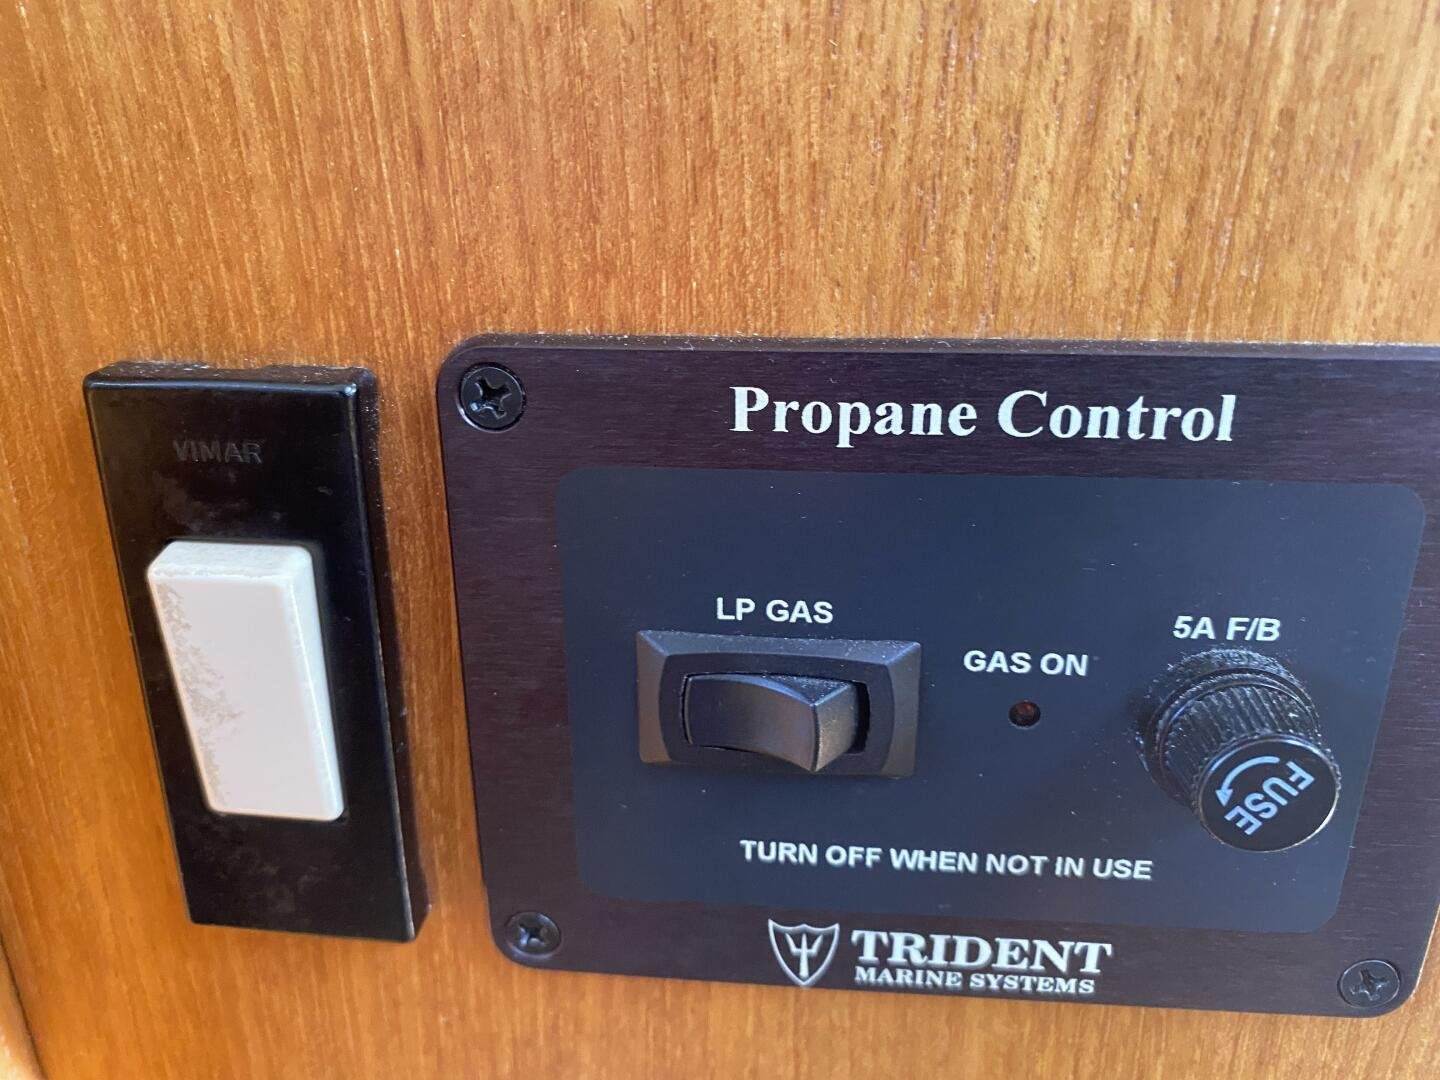 VIMAR
Propane Control
LP GAS
GAS ON
5A F/B
FUSE
TURN OFF WHEN NOT IN USE
TRIDENT
MARINE SYSTEMS